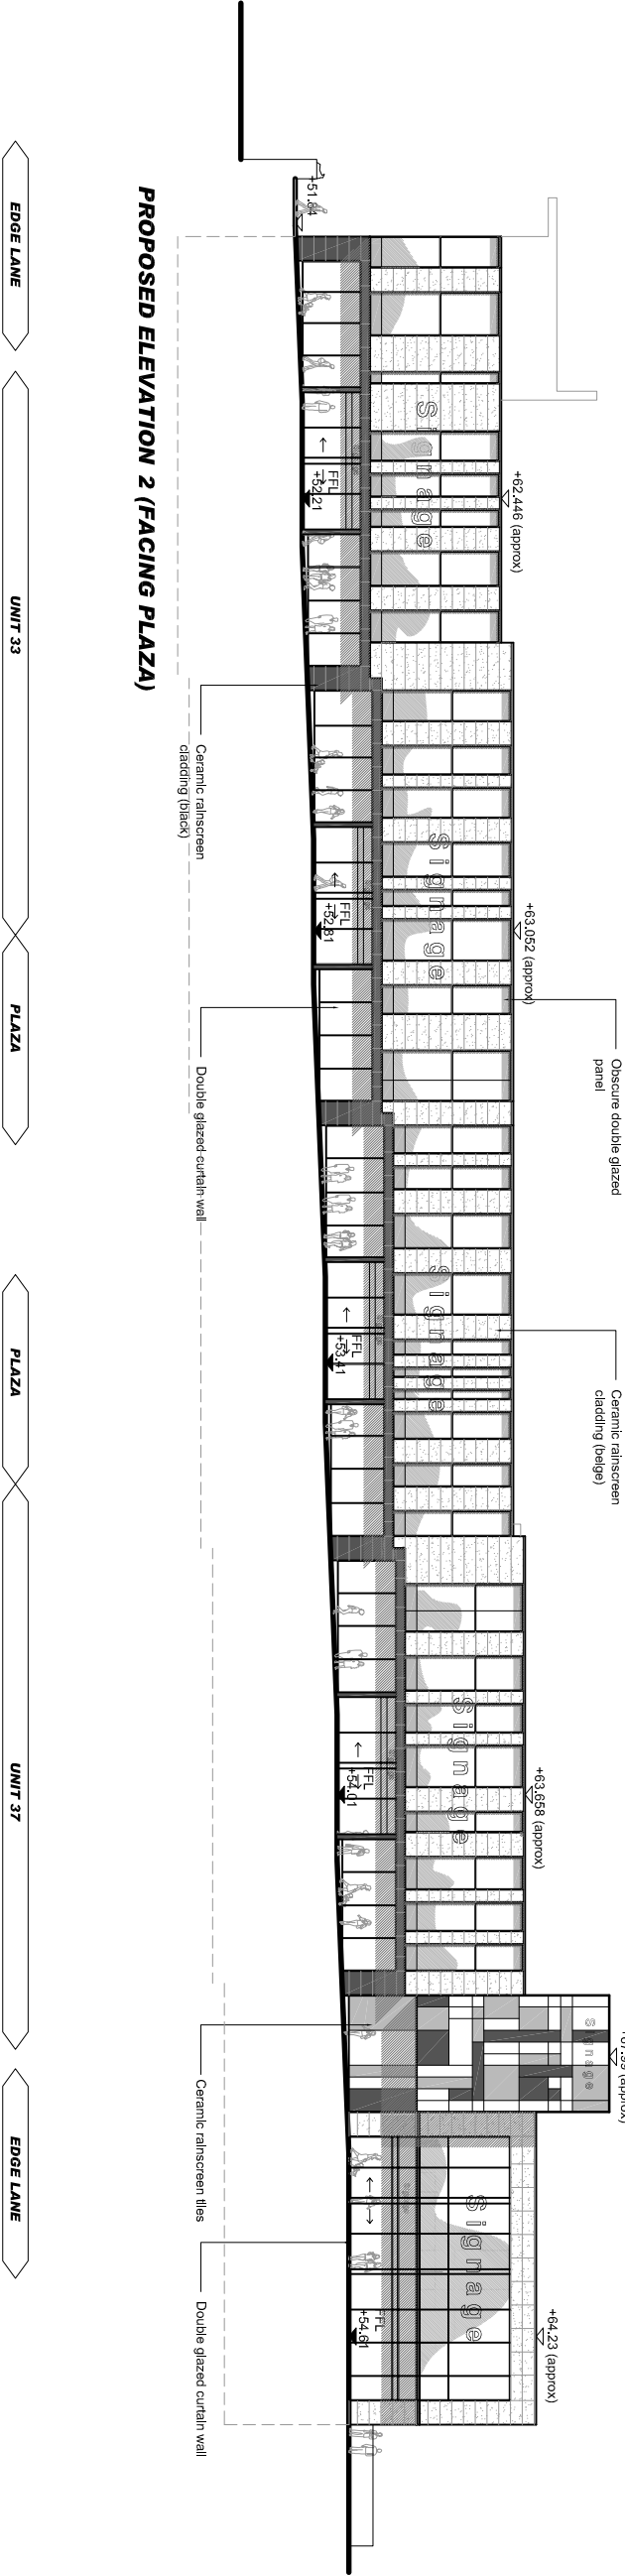 +62.446 (approx)
+63.052 (approx)
Obscure double glazed
panel
Ceramic rainscreen
cladding (beige)
+63.658 (approx)
(approx)
+64.23 (approx)
Signage
Signage
Signage
Signage
Signage
Signage
FFL
+52.21
FFL
+52.81
FFL
+53.41
FFL
+54.01
FFL
+54.61
Ceramic rainscreen
cladding (black)
Double glazed curtain wall
Ceramic rainscreen tiles
Double glazed curtain wall
PROPOSED ELEVATION 2 (FACING PLAZA)
EDGE LANE
UNIT 33
PLAZA
PLAZA
UNIT 37
EDGE LANE